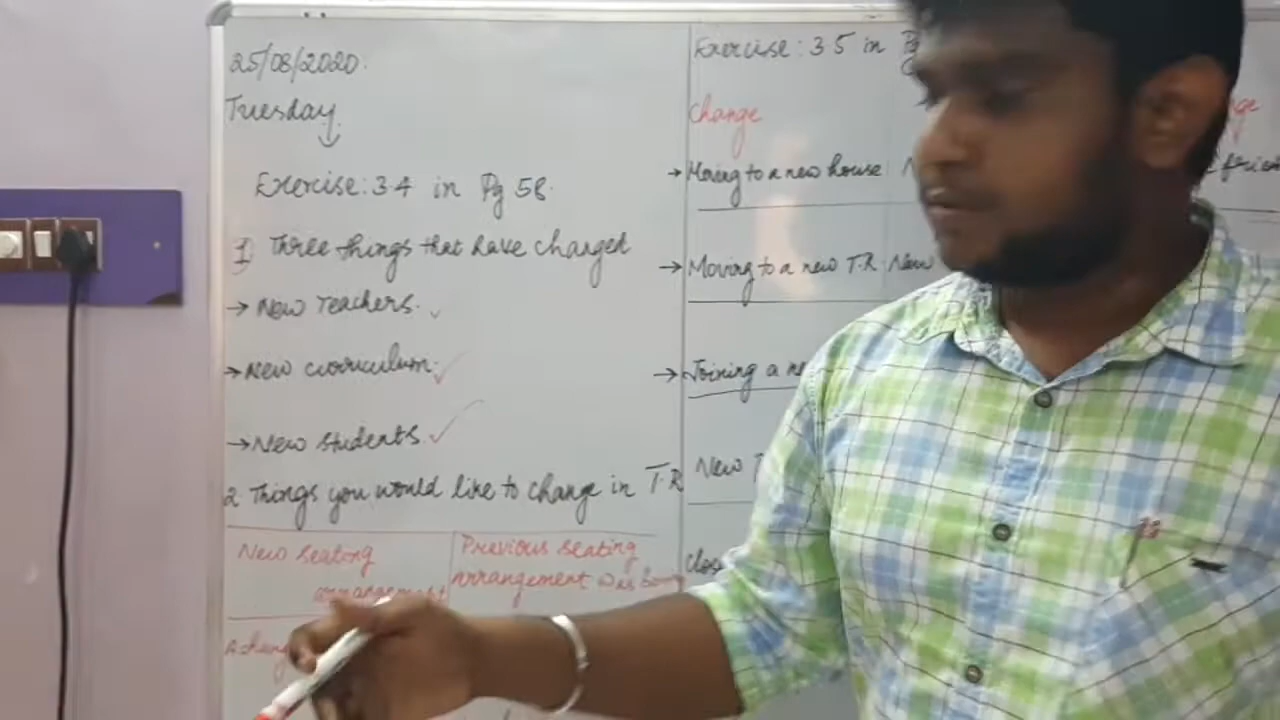 25/08/2020.
Tuesday.
Exercise: 3.4 in Pg 58.
1) Three things that have changed
→ New Teachers.
→ New curriculum.
→ New students
2 Things you would like to change in T.R
New seating
arrangement
Previous seating
arrangement was
Exercise: 3.5 in Pg
Change
→ Moving to a new house
→ Moving to a new T.R New
→ Joining a
New